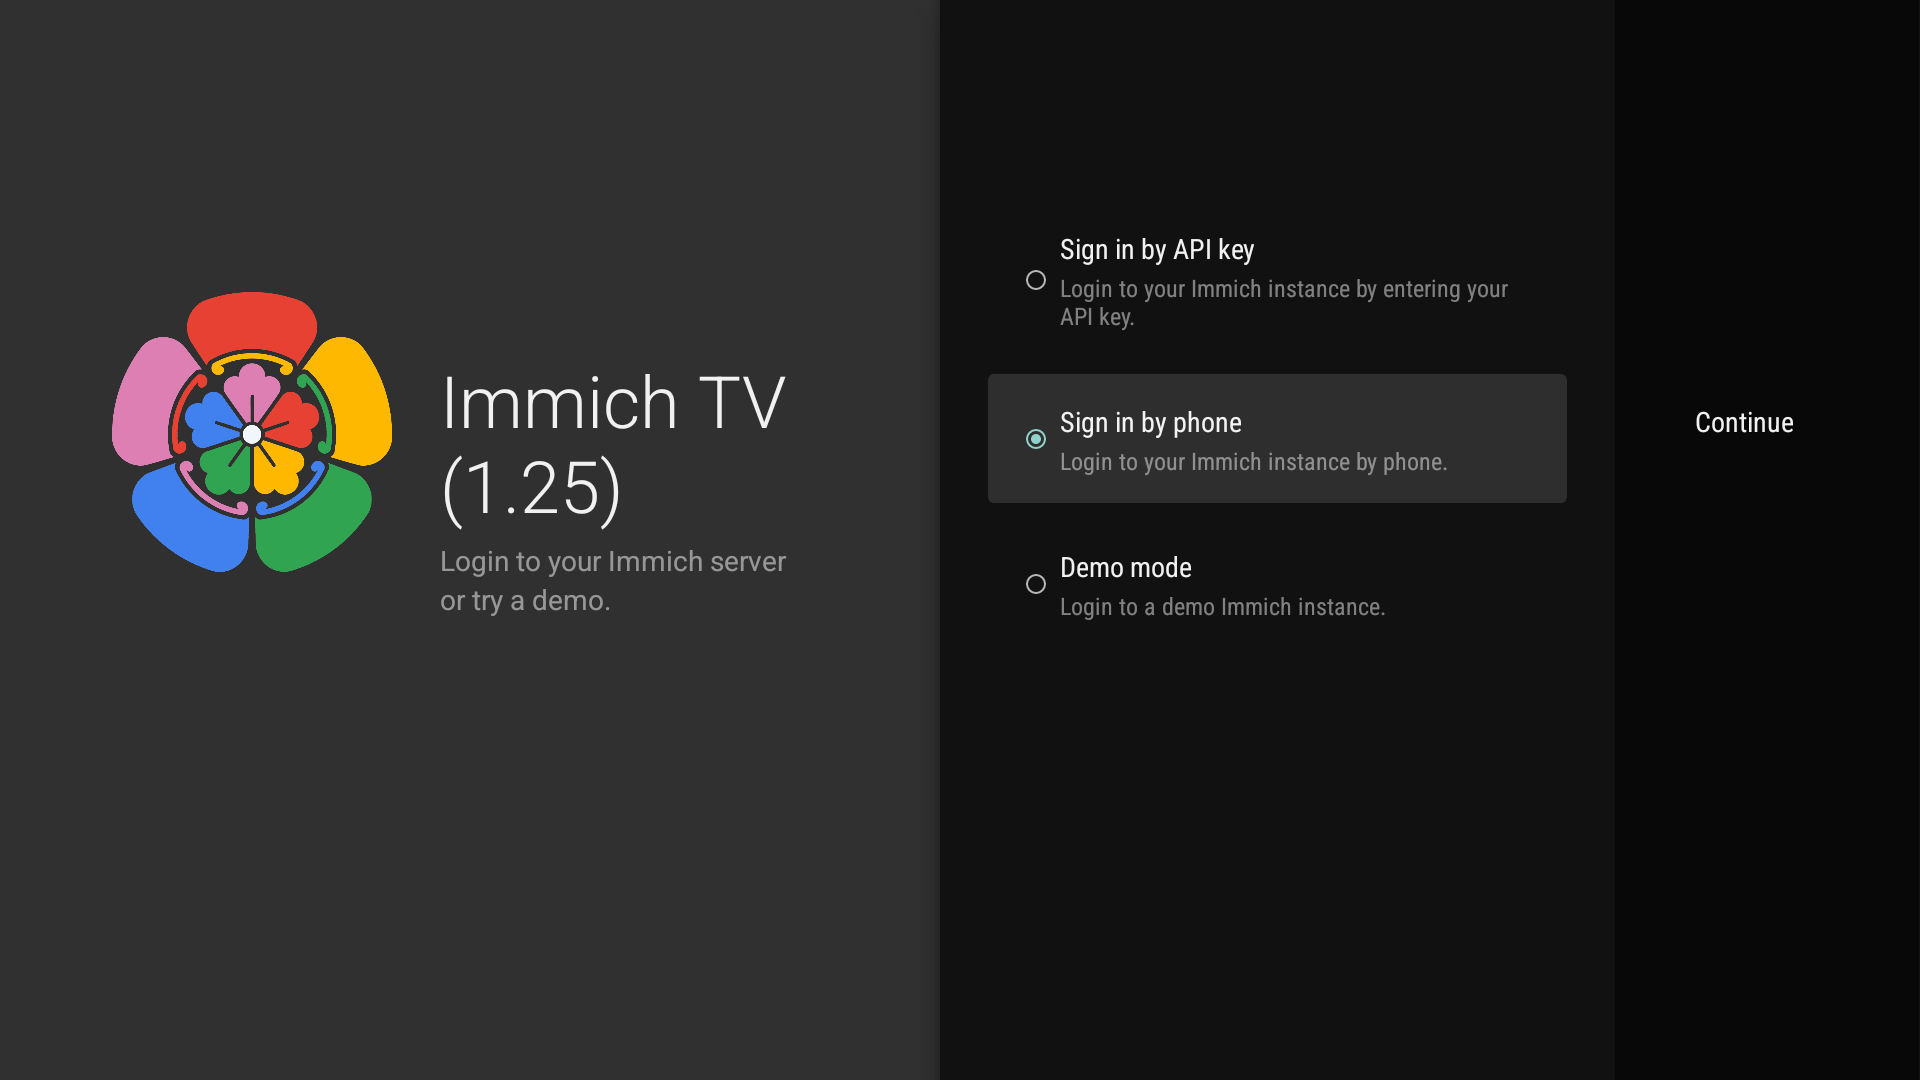 Immich TV
(1.25)
Login to your Immich server
or try a demo.
Sign in by API key
Login to your Immich instance by entering your
API key.
Sign in by phone
Login to your Immich instance by phone.
Demo mode
Login to a demo Immich instance.
Continue